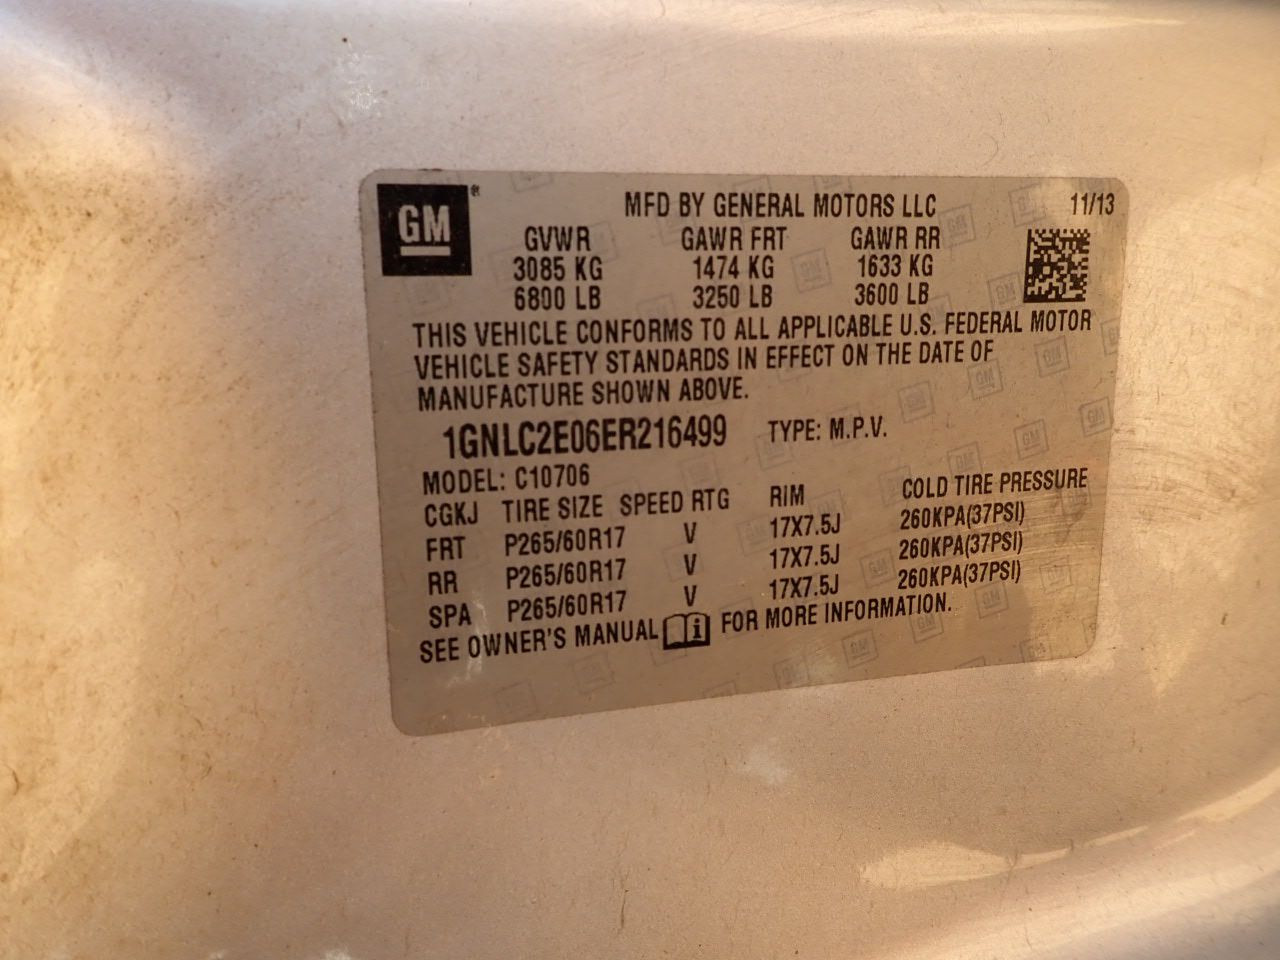 GM
MFD BY GENERAL MOTORS LLC 11/13
GVWR GAWR FRT GAWR RR
3085 KG 1474 KG 1633 KG
6800 LB 3250 LB 3600 LB
THIS VEHICLE CONFORMS TO ALL APPLICABLE U.S. FEDERAL MOTOR
VEHICLE SAFETY STANDARDS IN EFFECT ON THE DATE OF
MANUFACTURE SHOWN ABOVE.
1GNLC2E06ER216499 TYPE: M.P.V.
MODEL: C10706
CGKJ TIRE SIZE SPEED RTG RIM COLD TIRE PRESSURE
FRT P265/60R17 V 17X7.5J 260KPA(37PSI)
RR P265/60R17 V 17X7.5J 260KPA(37PSI)
SPA P265/60R17 V 17X7.5J 260KPA(37PSI)
SEE OWNER'S MANUAL FOR MORE INFORMATION.